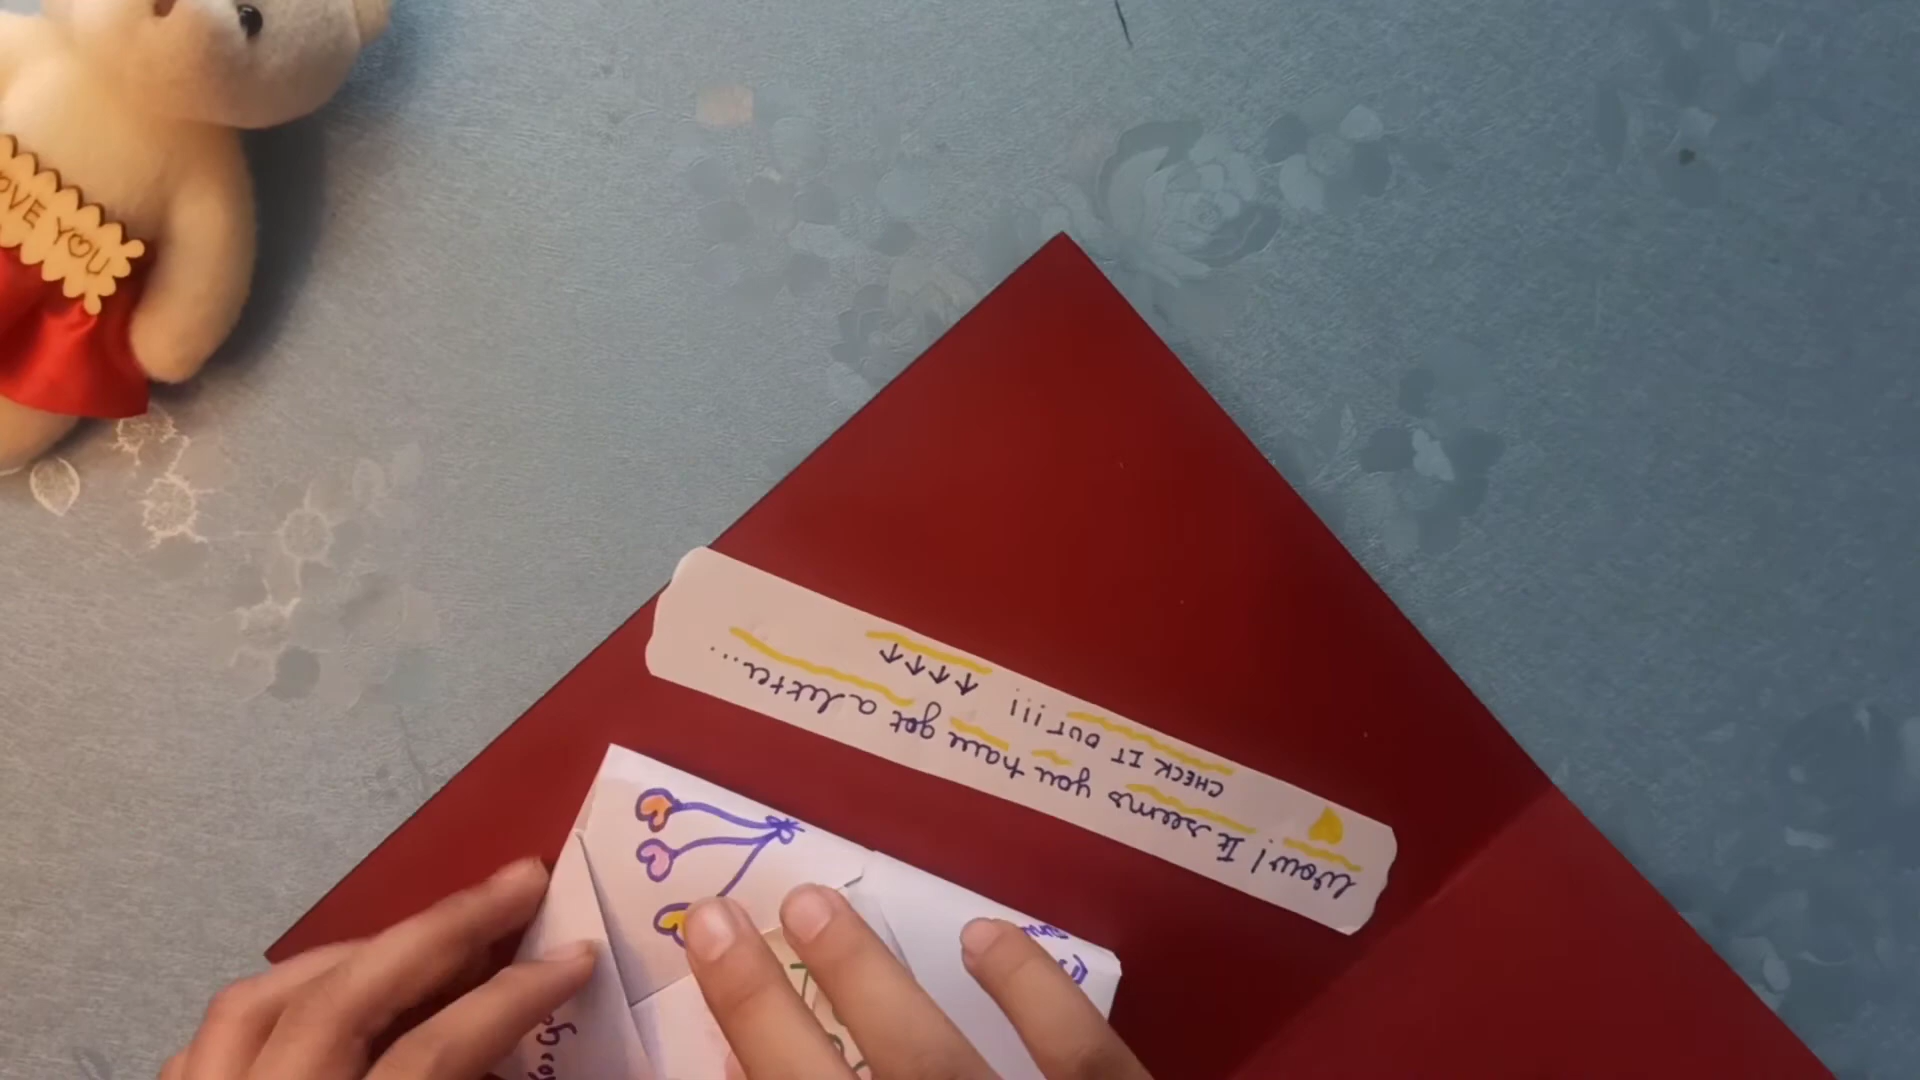 OVE YOU
Wow! It seems you have got a letter...
CHECK IT OUT!!! ↑↑↑↑